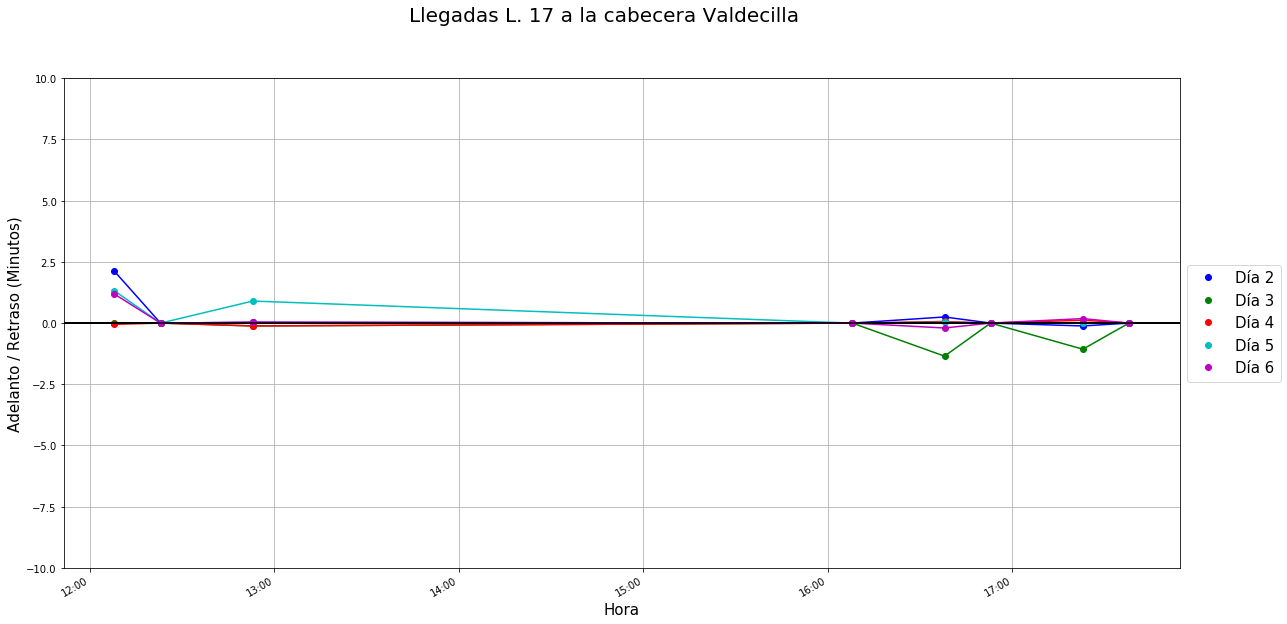 Llegadas L. 17 a la cabecera Valdecilla
10.0
7.5
5.0
2.5
0.0
−2.5
−5.0
−7.5
−10.0
Adelanto / Retraso (Minutos)
12:00
13:00
14:00
15:00
16:00
17:00
Hora
Día 2
Día 3
Día 4
Día 5
Día 6